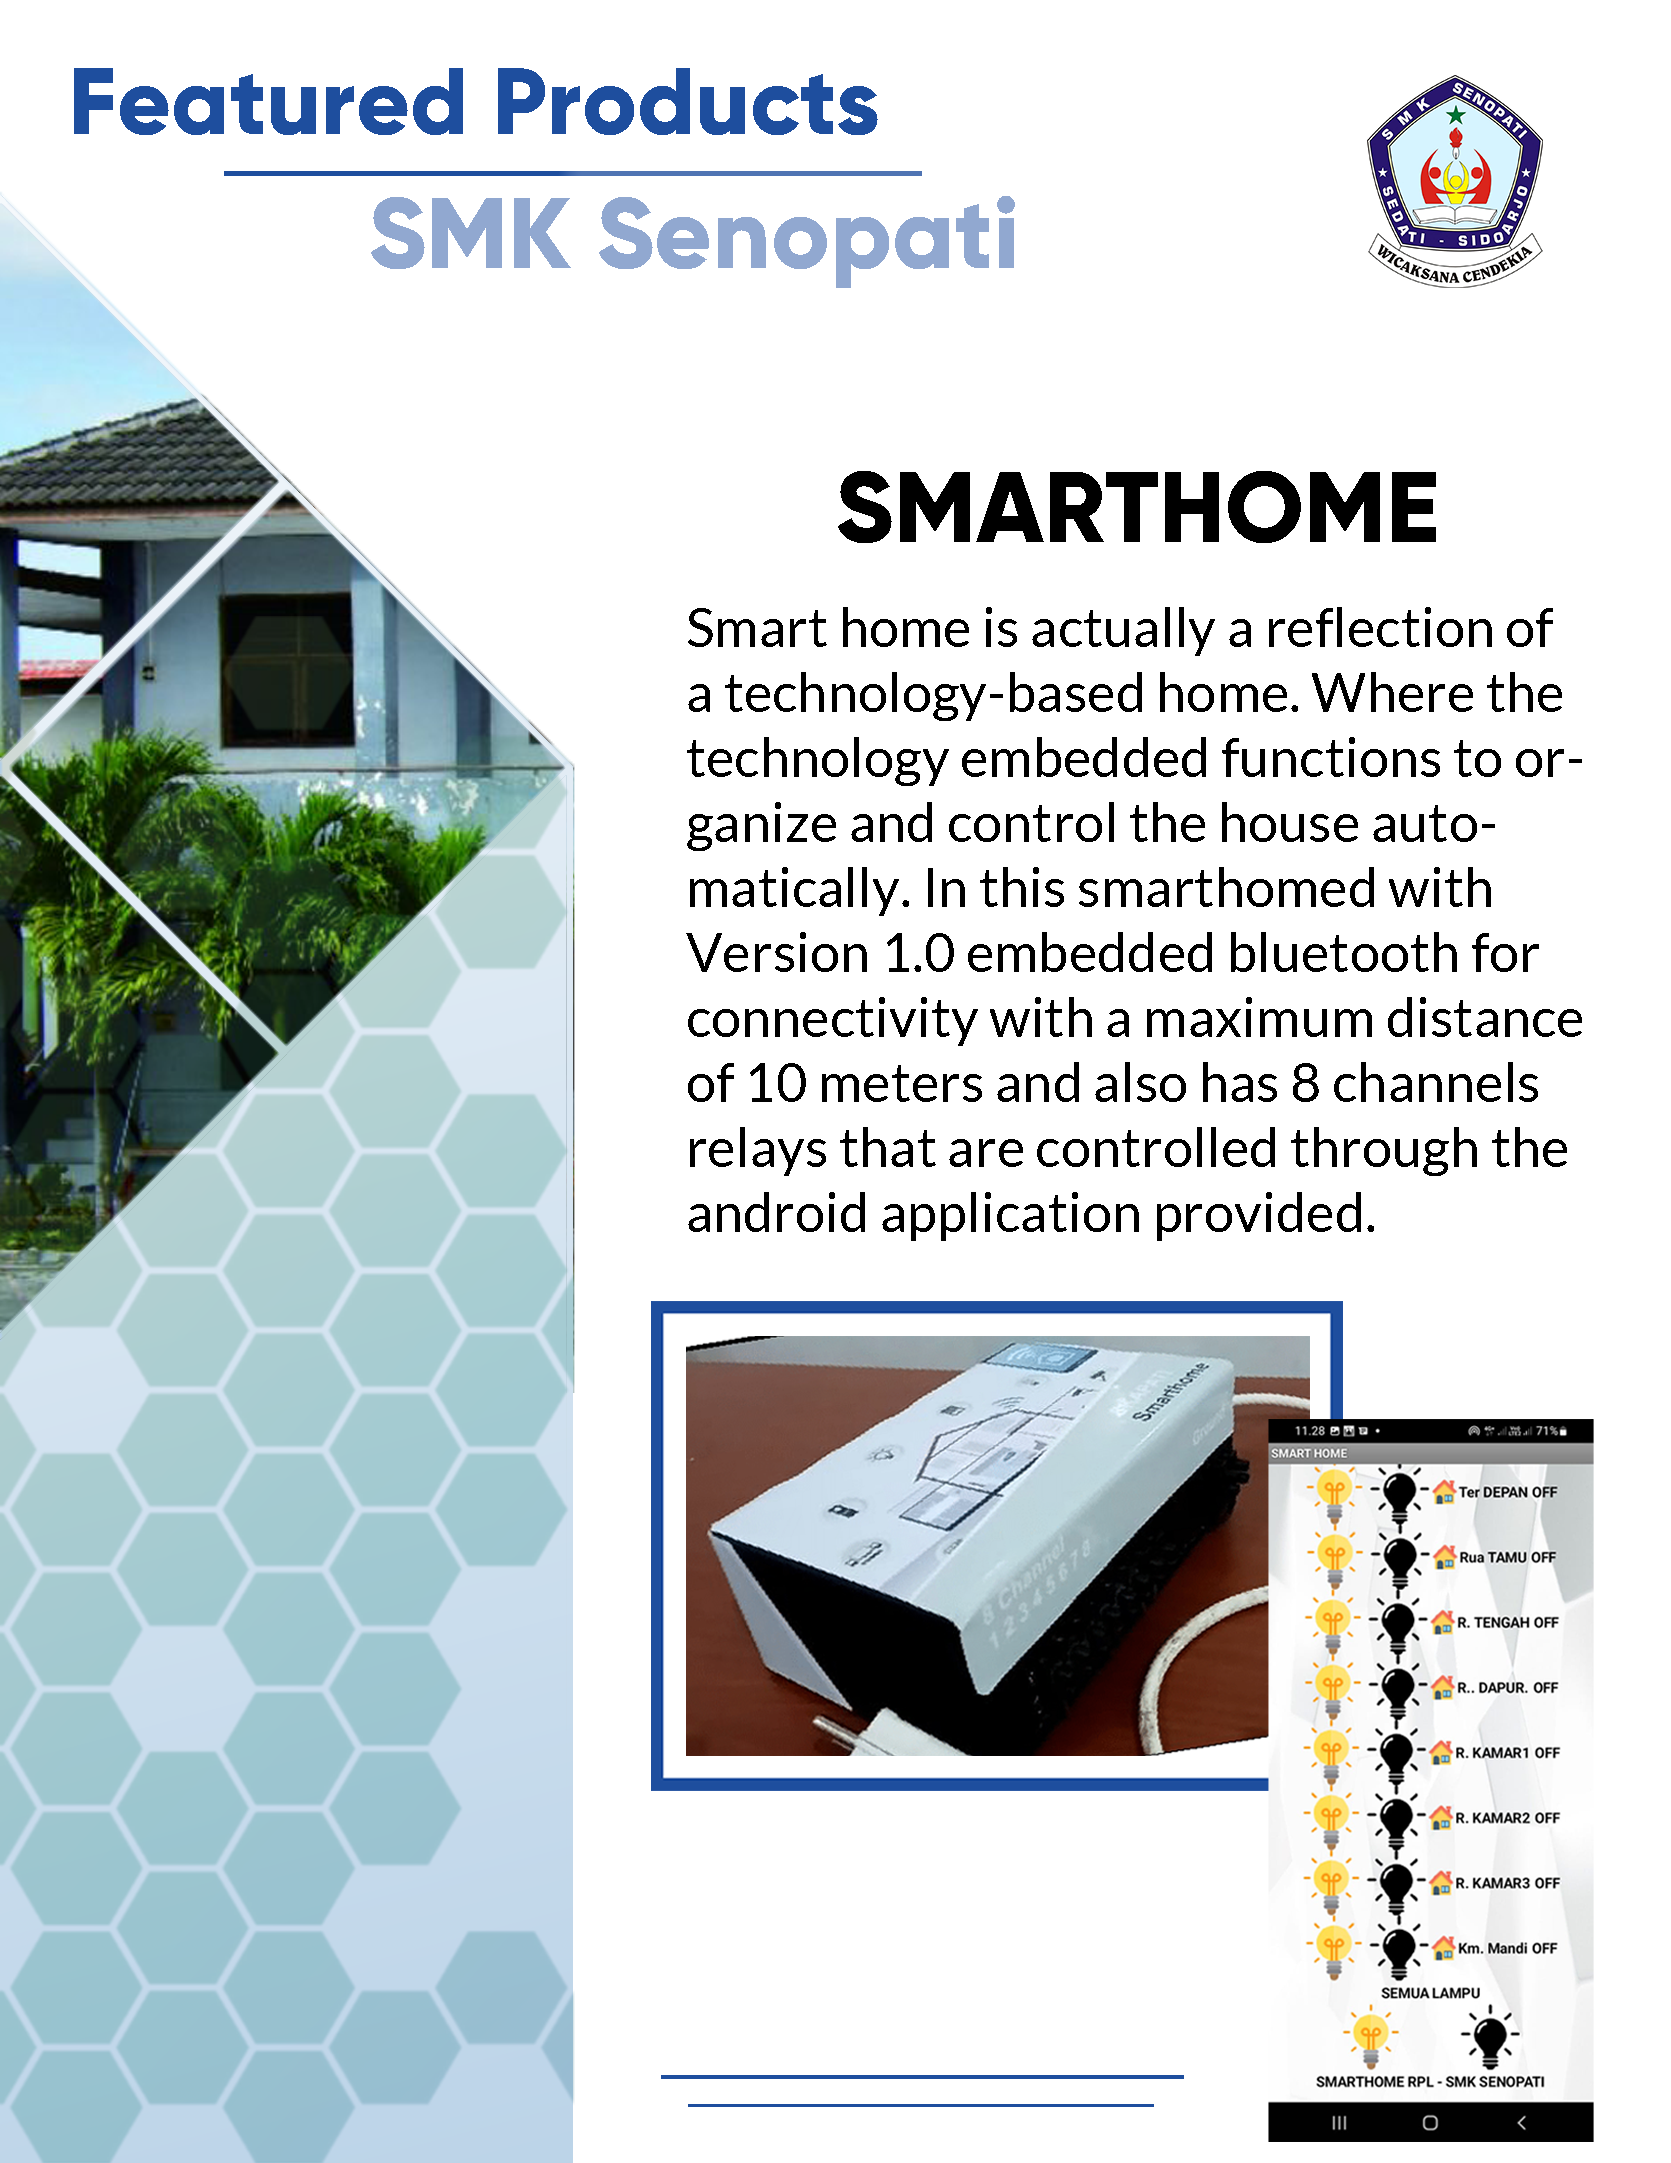 Featured Products
SMK Senopati
SMK SENOPATI
SEDATI - SIDOARJO
WICAKSANA CENDEKIA
SMARTHOME
Smart home is actually a reflection of
a technology-based home. Where the
technology embedded functions to or-
ganize and control the house auto-
matically. In this smarthomed with
Version 1.0 embedded bluetooth for
connectivity with a maximum distance
of 10 meters and also has 8 channels
relays that are controlled through the
android application provided.
Smarthome
8 Channel
1 2 3 4 5 6 7 8
11.28
71%
SMART HOME
Ter DEPAN OFF
Rua TAMU OFF
R. TENGAH OFF
R.. DAPUR. OFF
R. KAMAR1 OFF
R. KAMAR2 OFF
R. KAMAR3 OFF
Km. Mandi OFF
SEMUA LAMPU
SMARTHOME RPL - SMK SENOPATI